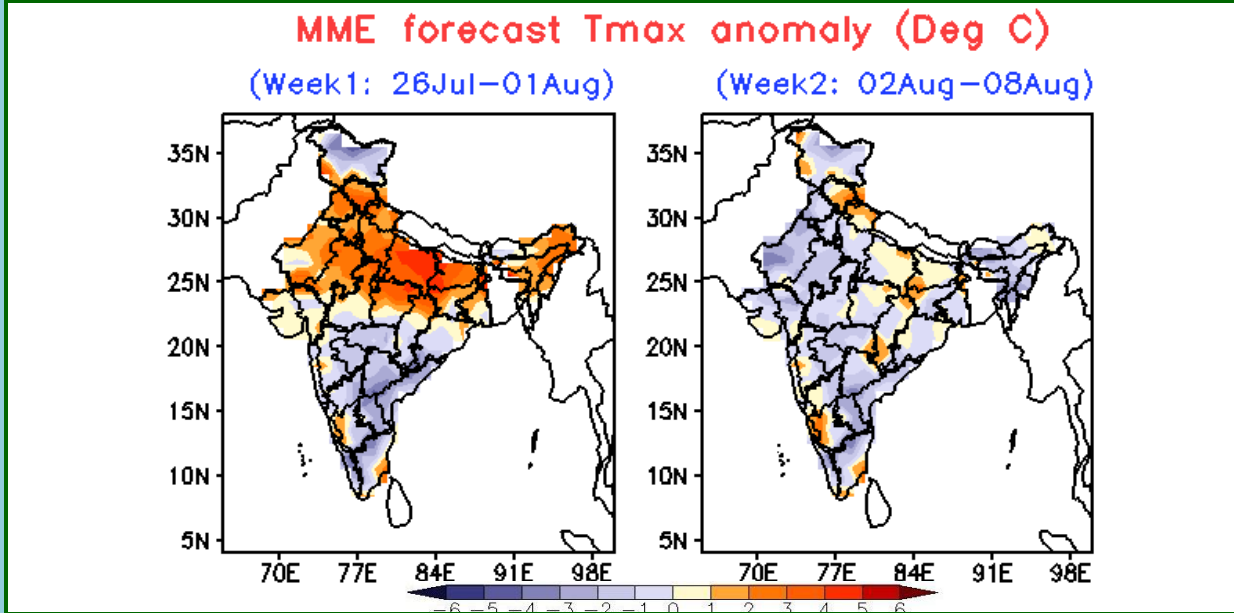 MME forecast Tmax anomaly (Deg C)
(Week1: 26Jul–01Aug) (Week2: 02Aug–08Aug)
35N 35N
30N 30N
25N 25N
20N 20N
15N 15N
10N 10N
5N 5N
70E 77E 84E 91E 98E 70E 77E 84E 91E 98E
-6 -5 -4 -3 -2 -1 0 1 2 3 4 5 6